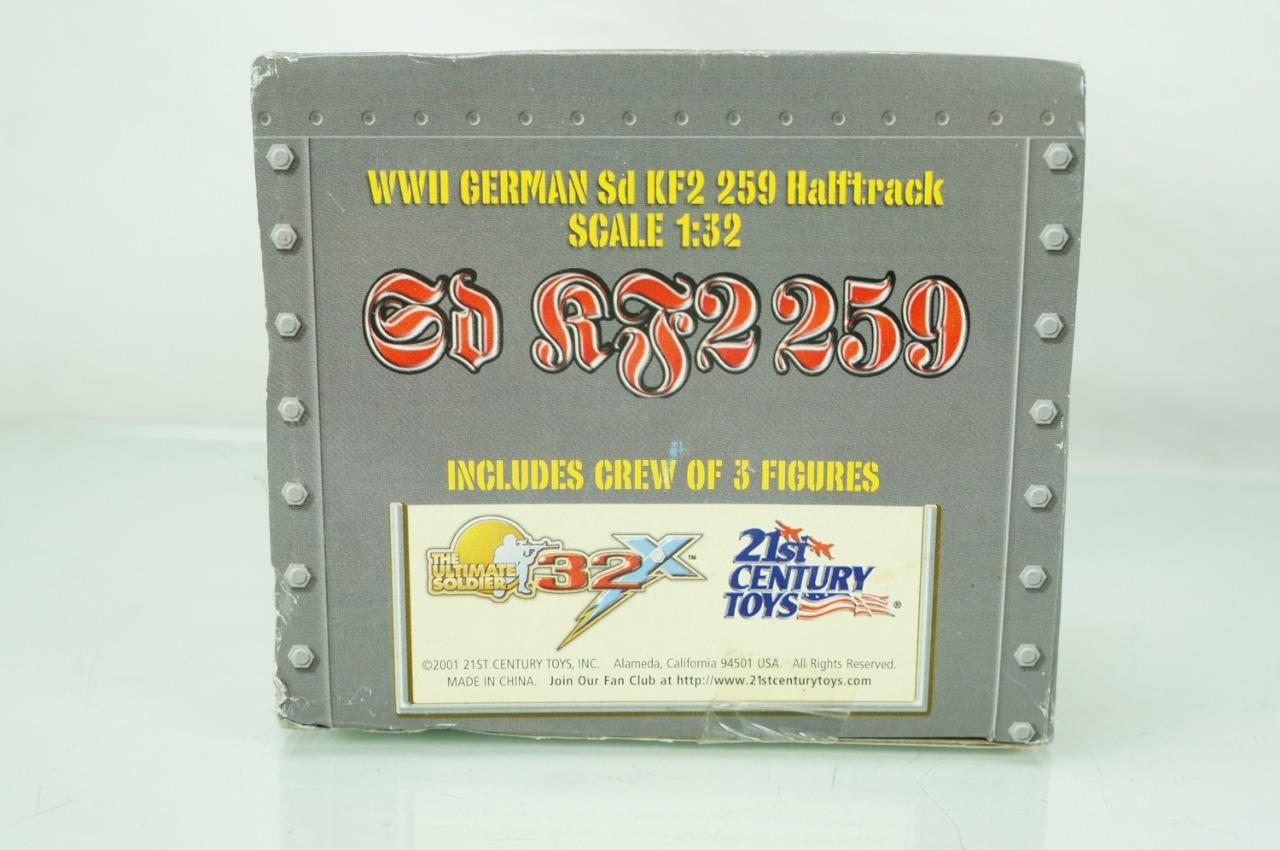 WWII GERMAN Sd KF2 259 Halftrack
SCALE 1:32
Sd KF2 259
INCLUDES CREW OF 3 FIGURES
THE
ULTIMATE
SOLDIER
32X™
21st
CENTURY
TOYS®
©2001 21ST CENTURY TOYS, INC. Alameda, California 94501 USA. All Rights Reserved.
MADE IN CHINA. Join Our Fan Club at http://www.21stcenturytoys.com